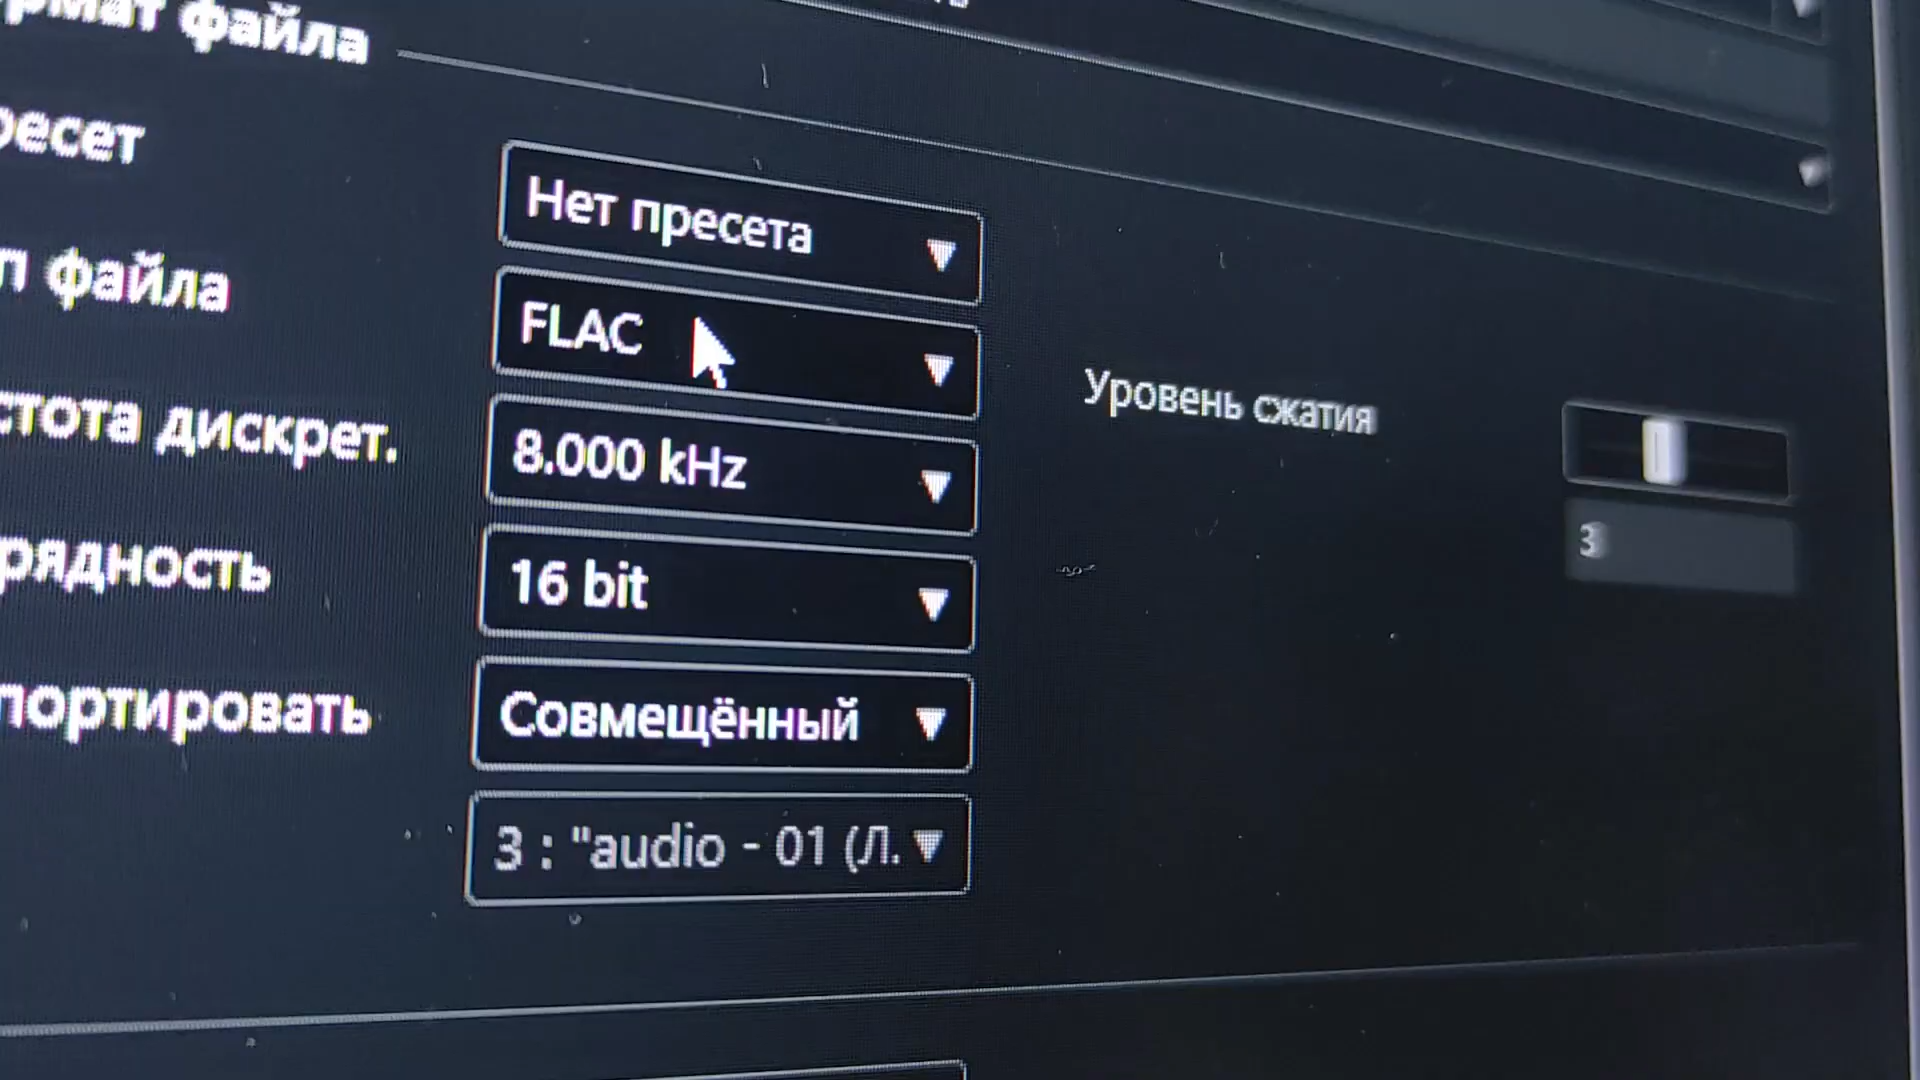 рмат файла
ресет
Нет пресета
п файла
FLAC
Уровень сжатия
стота дискрет.
8.000 kHz
3
рядность
16 bit
портировать
Совмещённый
3 : "audio - 01 (Л.